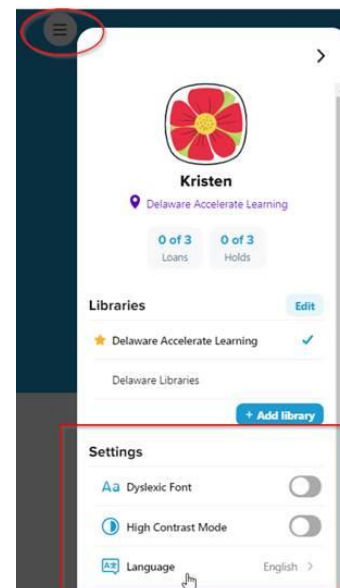 Kristen
Delaware Accelerate Learning
0 of 3 0 of 3
Loans Holds
Libraries Edit
Delaware Accelerate Learning
Delaware Libraries
+ Add library
Settings
Aa Dyslexic Font
High Contrast Mode
Language English